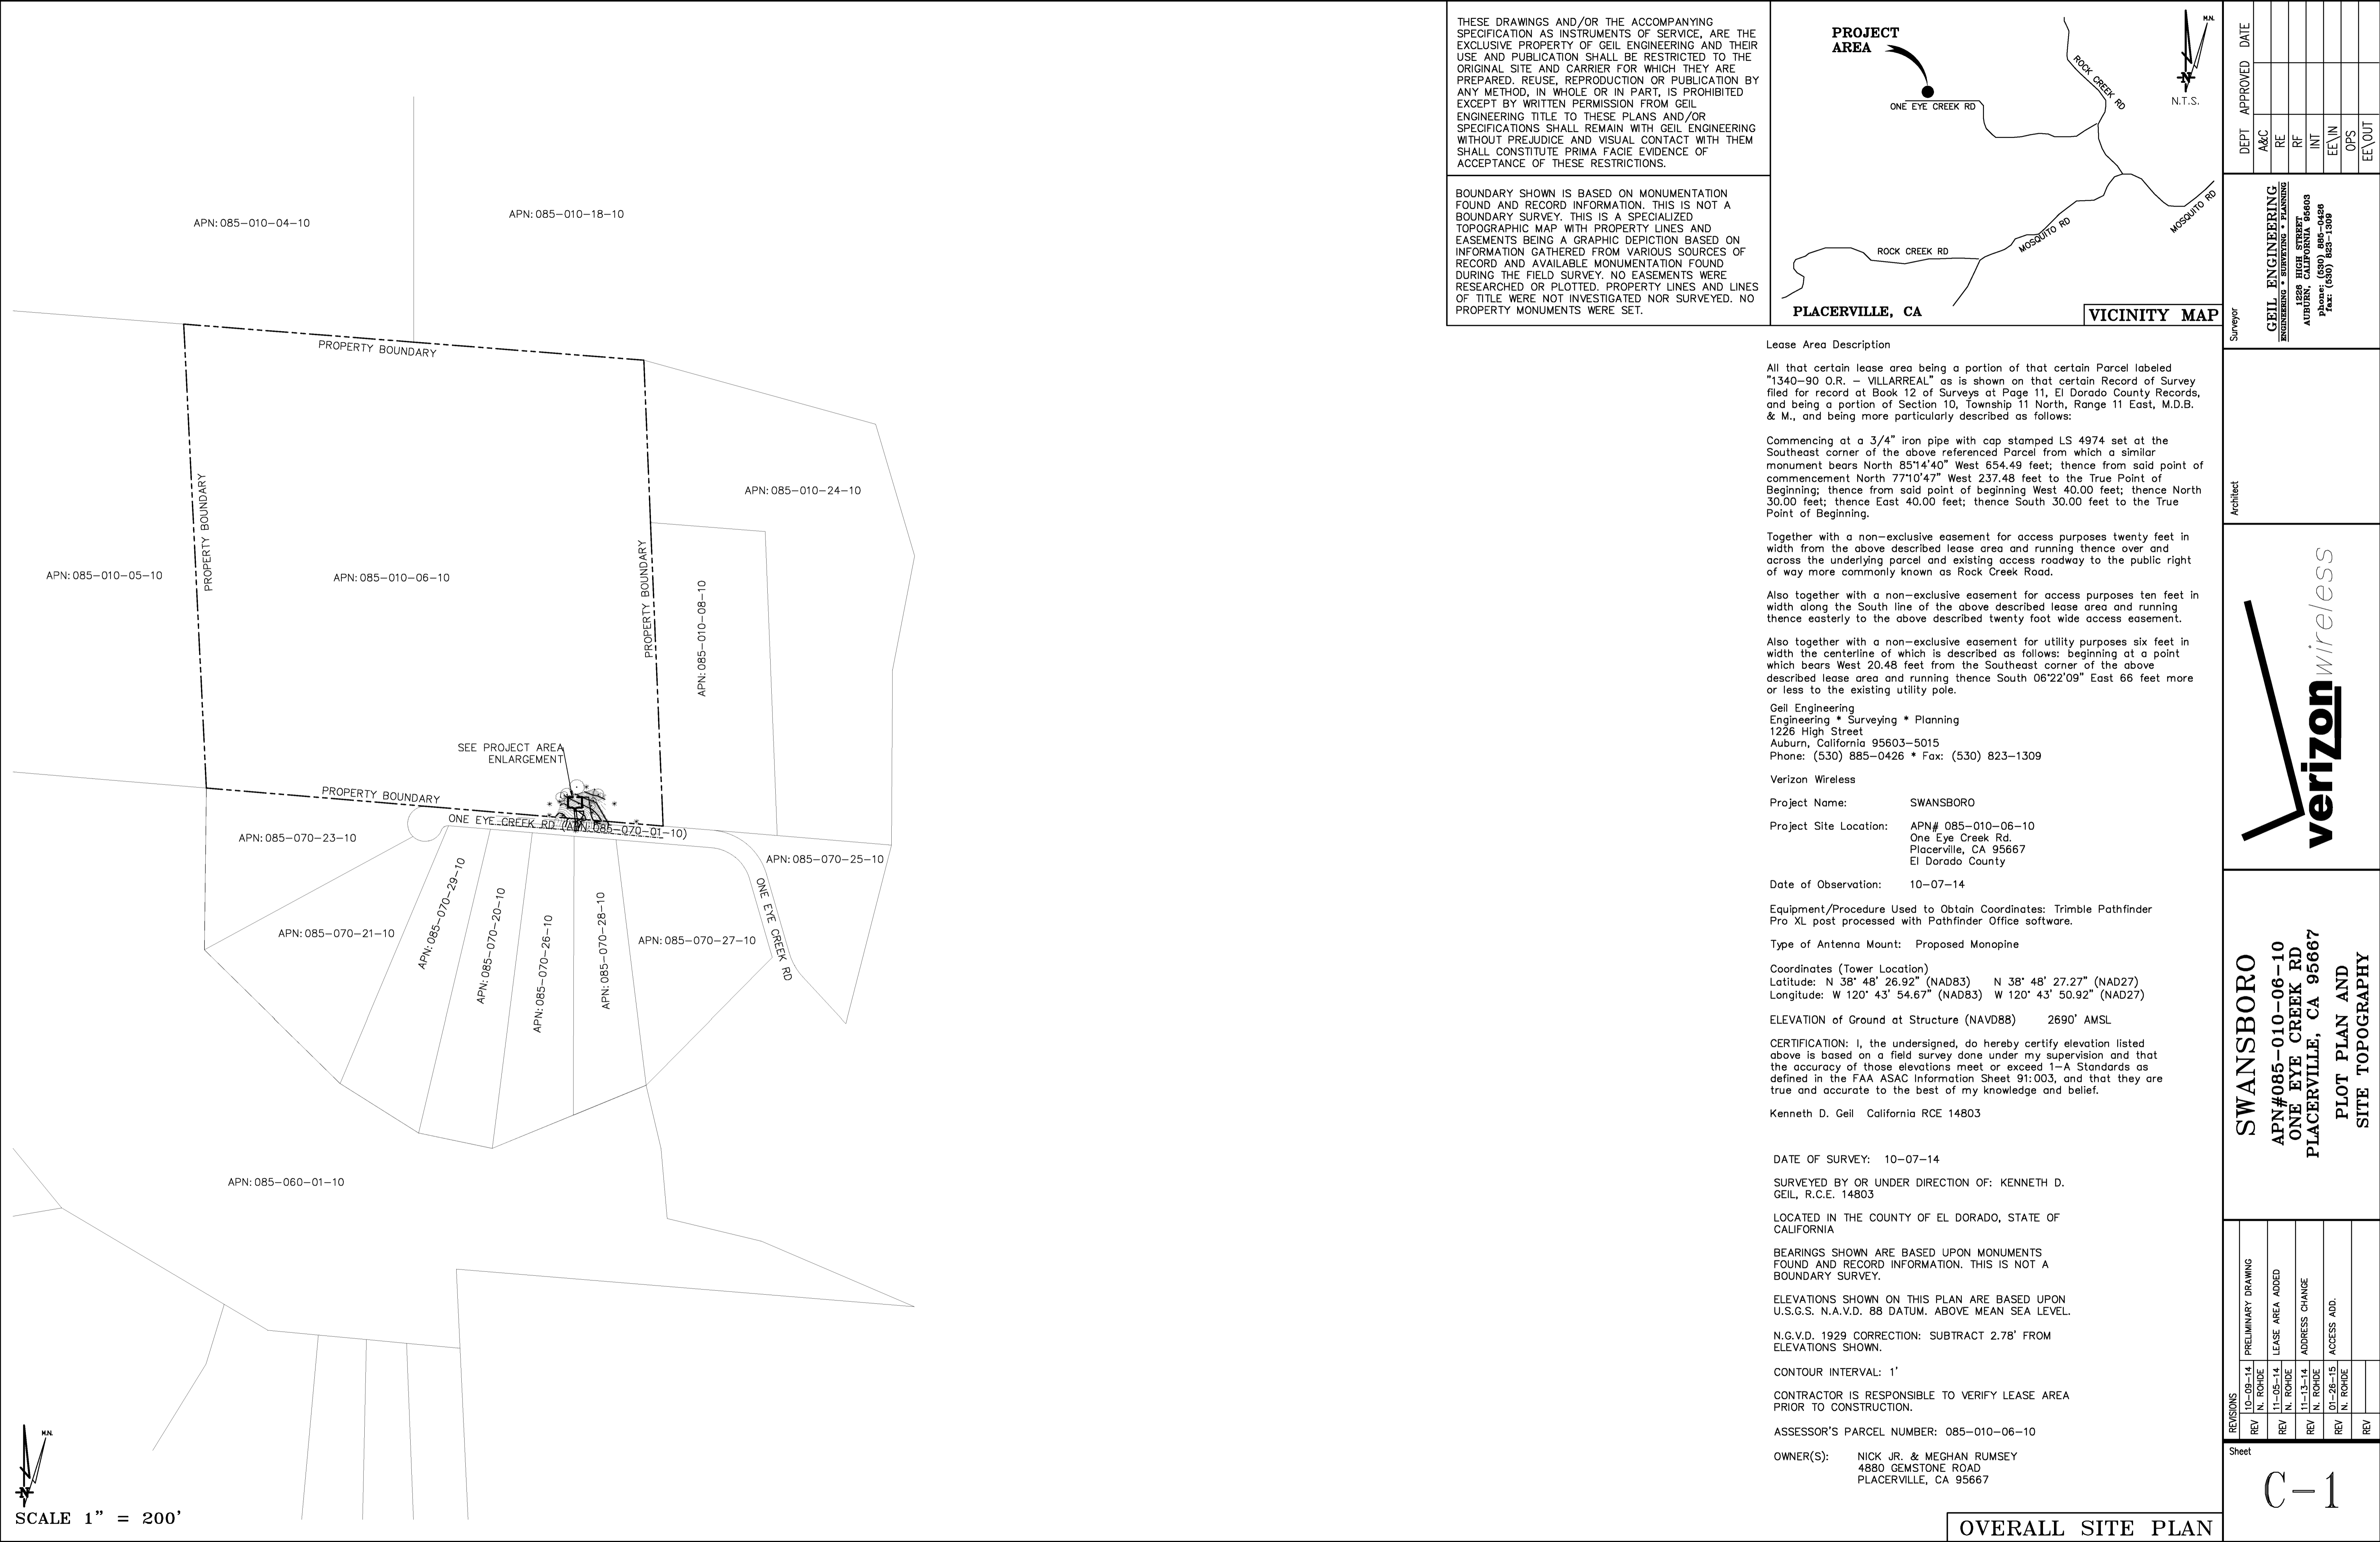 THESE DRAWINGS AND/OR THE ACCOMPANYING
SPECIFICATION AS INSTRUMENTS OF SERVICE, ARE THE
EXCLUSIVE PROPERTY OF GEIL ENGINEERING AND THEIR
USE AND PUBLICATION SHALL BE RESTRICTED TO THE
ORIGINAL SITE AND CARRIER FOR WHICH THEY ARE
PREPARED. REUSE, REPRODUCTION OR PUBLICATION BY
ANY METHOD, IN WHOLE OR IN PART, IS PROHIBITED
EXCEPT BY WRITTEN PERMISSION FROM GEIL
ENGINEERING TITLE TO THESE PLANS AND/OR
SPECIFICATIONS SHALL REMAIN WITH GEIL ENGINEERING
WITHOUT PREJUDICE AND VISUAL CONTACT WITH THEM
SHALL CONSTITUTE PRIMA FACIE EVIDENCE OF
ACCEPTANCE OF THESE RESTRICTIONS.
BOUNDARY SHOWN IS BASED ON MONUMENTATION
FOUND AND RECORD INFORMATION. THIS IS NOT A
BOUNDARY SURVEY. THIS IS A SPECIALIZED
TOPOGRAPHIC MAP WITH PROPERTY LINES AND
EASEMENTS BEING A GRAPHIC DEPICTION BASED ON
INFORMATION GATHERED FROM VARIOUS SOURCES OF
RECORD AND AVAILABLE MONUMENTATION FOUND
DURING THE FIELD SURVEY. NO EASEMENTS WERE
RESEARCHED OR PLOTTED. PROPERTY LINES AND LINES
OF TITLE WERE NOT INVESTIGATED NOR SURVEYED. NO
PROPERTY MONUMENTS WERE SET.
PROJECT
AREA
ONE EYE CREEK RD
ROCK CREEK RD
MOSQUITO RD
MOSQUITO RD
ROCK CREEK RD
M.N.
N
N.T.S.
PLACERVILLE, CA
VICINITY MAP
APN: 085-010-04-10
APN: 085-010-18-10
PROPERTY BOUNDARY
APN: 085-010-24-10
PROPERTY BOUNDARY
APN: 085-010-05-10
APN: 085-010-06-10
PROPERTY BOUNDARY
APN: 085-010-08-10
SEE PROJECT AREA
ENLARGEMENT
PROPERTY BOUNDARY
ONE EYE CREEK RD (APN: 085-070-01-10)
APN: 085-070-23-10
APN: 085-070-25-10
ONE EYE CREEK RD
APN: 085-070-21-10
APN: 085-070-29-10
APN: 085-070-20-10
APN: 085-070-26-10
APN: 085-070-28-10
APN: 085-070-27-10
APN: 085-060-01-10
M.N.
N
SCALE 1" = 200'
Lease Area Description
All that certain lease area being a portion of that certain Parcel labeled
"1340-90 O.R. - VILLARREAL" as is shown on that certain Record of Survey
filed for record at Book 12 of Surveys at Page 11, El Dorado County Records,
and being a portion of Section 10, Township 11 North, Range 11 East, M.D.B.
& M., and being more particularly described as follows:
Commencing at a 3/4" iron pipe with cap stamped LS 4974 set at the
Southeast corner of the above referenced Parcel from which a similar
monument bears North 85°14'40" West 654.49 feet; thence from said point of
commencement North 77°10'47" West 237.48 feet to the True Point of
Beginning; thence from said point of beginning West 40.00 feet; thence North
30.00 feet; thence East 40.00 feet; thence South 30.00 feet to the True
Point of Beginning.
Together with a non-exclusive easement for access purposes twenty feet in
width from the above described lease area and running thence over and
across the underlying parcel and existing access roadway to the public right
of way more commonly known as Rock Creek Road.
Also together with a non-exclusive easement for access purposes ten feet in
width along the South line of the above described lease area and running
thence easterly to the above described twenty foot wide access easement.
Also together with a non-exclusive easement for utility purposes six feet in
width the centerline of which is described as follows: beginning at a point
which bears West 20.48 feet from the Southeast corner of the above
described lease area and running thence South 06°22'09" East 66 feet more
or less to the existing utility pole.
Geil Engineering
Engineering * Surveying * Planning
1226 High Street
Auburn, California 95603-5015
Phone: (530) 885-0426 * Fax: (530) 823-1309
Verizon Wireless
Project Name: SWANSBORO
Project Site Location: APN# 085-010-06-10
One Eye Creek Rd.
Placerville, CA 95667
El Dorado County
Date of Observation: 10-07-14
Equipment/Procedure Used to Obtain Coordinates: Trimble Pathfinder
Pro XL post processed with Pathfinder Office software.
Type of Antenna Mount: Proposed Monopine
Coordinates (Tower Location)
Latitude: N 38° 48' 26.92" (NAD83) N 38° 48' 27.27" (NAD27)
Longitude: W 120° 43' 54.67" (NAD83) W 120° 43' 50.92" (NAD27)
ELEVATION of Ground at Structure (NAVD88) 2690' AMSL
CERTIFICATION: I, the undersigned, do hereby certify elevation listed
above is based on a field survey done under my supervision and that
the accuracy of those elevations meet or exceed 1-A Standards as
defined in the FAA ASAC Information Sheet 91:003, and that they are
true and accurate to the best of my knowledge and belief.
Kenneth D. Geil California RCE 14803
DATE OF SURVEY: 10-07-14
SURVEYED BY OR UNDER DIRECTION OF: KENNETH D.
GEIL, R.C.E. 14803
LOCATED IN THE COUNTY OF EL DORADO, STATE OF
CALIFORNIA
BEARINGS SHOWN ARE BASED UPON MONUMENTS
FOUND AND RECORD INFORMATION. THIS IS NOT A
BOUNDARY SURVEY.
ELEVATIONS SHOWN ON THIS PLAN ARE BASED UPON
U.S.G.S. N.A.V.D. 88 DATUM. ABOVE MEAN SEA LEVEL.
N.G.V.D. 1929 CORRECTION: SUBTRACT 2.78' FROM
ELEVATIONS SHOWN.
CONTOUR INTERVAL: 1'
CONTRACTOR IS RESPONSIBLE TO VERIFY LEASE AREA
PRIOR TO CONSTRUCTION.
ASSESSOR'S PARCEL NUMBER: 085-010-06-10
OWNER(S): NICK JR. & MEGHAN RUMSEY
4880 GEMSTONE ROAD
PLACERVILLE, CA 95667
OVERALL SITE PLAN
DEPT APPROVED DATE
A&C
RE
RF
INT
EE\IN
OPS
EE\OUT
Surveyor
GEIL ENGINEERING
ENGINEERING * SURVEYING * PLANNING
1226 HIGH STREET
AUBURN, CALIFORNIA 95603
phone: (530) 885-0426
fax: (530) 823-1309
Architect
verizon wireless
SWANSBORO
APN#085-010-06-10
ONE EYE CREEK RD
PLACERVILLE, CA 95667
PLOT PLAN AND
SITE TOPOGRAPHY
REVISIONS
REV 10-09-14 PRELIMINARY DRAWING
N. ROHDE
REV 11-05-14 LEASE AREA ADDED
N. ROHDE
REV 11-13-14 ADDRESS CHANGE
N. ROHDE
REV 01-26-15 ACCESS ADD.
N. ROHDE
REV
Sheet
C-1